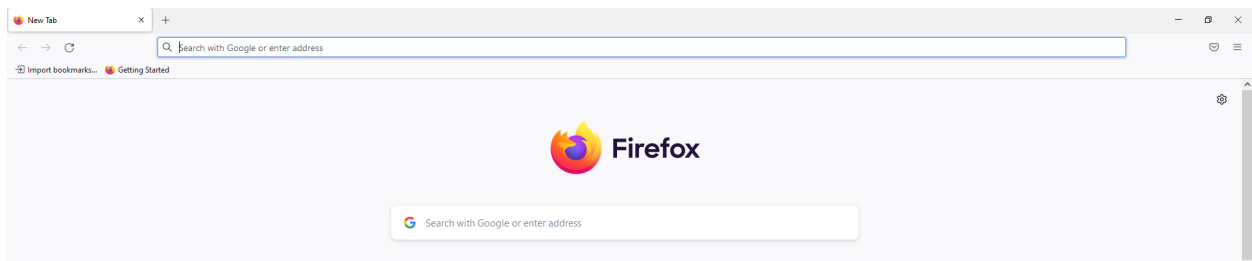 New Tab
Search with Google or enter address
Import bookmarks... Getting Started
Firefox
Search with Google or enter address